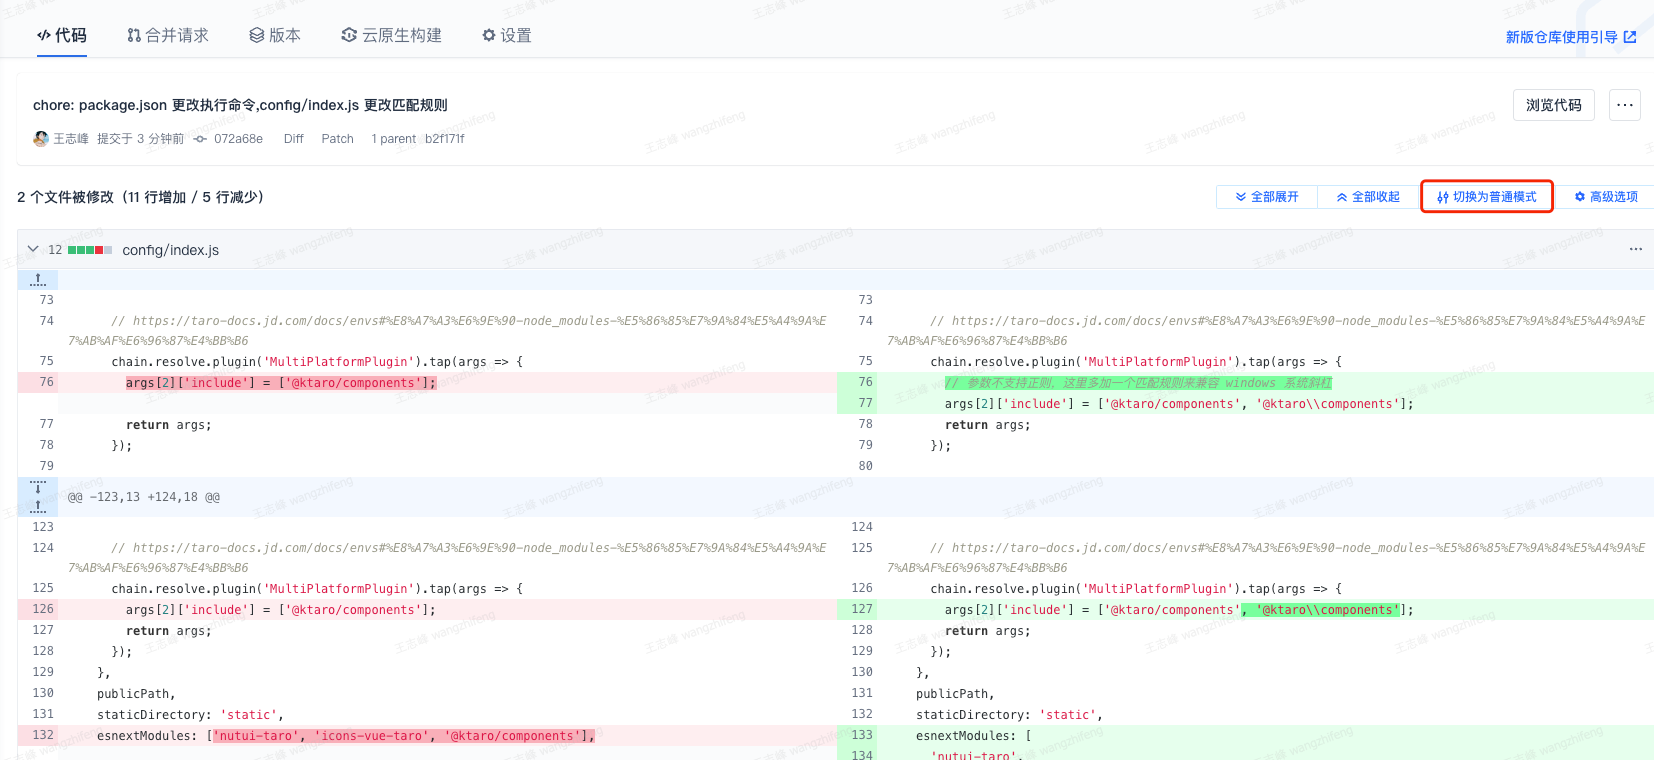 代码 合并请求 版本 云原生构建 设置 新版仓库使用引导
chore: package.json 更改执行命令,config/index.js 更改匹配规则
浏览代码 ...
王志峰 提交于 3 分钟前 072a68e Diff Patch 1 parent b2f171f
2 个文件被修改（11 行增加 / 5 行减少）
全部展开 全部收起 切换为普通模式 高级选项
12 config/index.js ...
73
74 // https://taro-docs.jd.com/docs/envs#%E8%A7%A3%E6%9E%90-node_modules-%E5%86%85%E7%9A%84%E5%A4%9A%E
7%AB%AF%E6%96%87%E4%BB%B6
75 chain.resolve.plugin('MultiPlatformPlugin').tap(args => {
76 args[2]['include'] = ['@ktaro/components'];
77 return args;
78 });
79
73
74 // https://taro-docs.jd.com/docs/envs#%E8%A7%A3%E6%9E%90-node_modules-%E5%86%85%E7%9A%84%E5%A4%9A%E
7%AB%AF%E6%96%87%E4%BB%B6
75 chain.resolve.plugin('MultiPlatformPlugin').tap(args => {
76 // 参数不支持正则，这里多加一个匹配规则来兼容 windows 系统斜杠
77 args[2]['include'] = ['@ktaro/components', '@ktaro\\components'];
78 return args;
79 });
80
@@ -123,13 +124,18 @@
123
124 // https://taro-docs.jd.com/docs/envs#%E8%A7%A3%E6%9E%90-node_modules-%E5%86%85%E7%9A%84%E5%A4%9A%E
7%AB%AF%E6%96%87%E4%BB%B6
125 chain.resolve.plugin('MultiPlatformPlugin').tap(args => {
126 args[2]['include'] = ['@ktaro/components'];
127 return args;
128 });
129 },
130 publicPath,
131 staticDirectory: 'static',
132 esnextModules: ['nutui-taro', 'icons-vue-taro', '@ktaro/components'],
124
125 // https://taro-docs.jd.com/docs/envs#%E8%A7%A3%E6%9E%90-node_modules-%E5%86%85%E7%9A%84%E5%A4%9A%E
7%AB%AF%E6%96%87%E4%BB%B6
126 chain.resolve.plugin('MultiPlatformPlugin').tap(args => {
127 args[2]['include'] = ['@ktaro/components', '@ktaro\\components'];
128 return args;
129 });
130 },
131 publicPath,
132 staticDirectory: 'static',
133 esnextModules: [
134 'nutui-taro',
王志峰 wangzhifeng